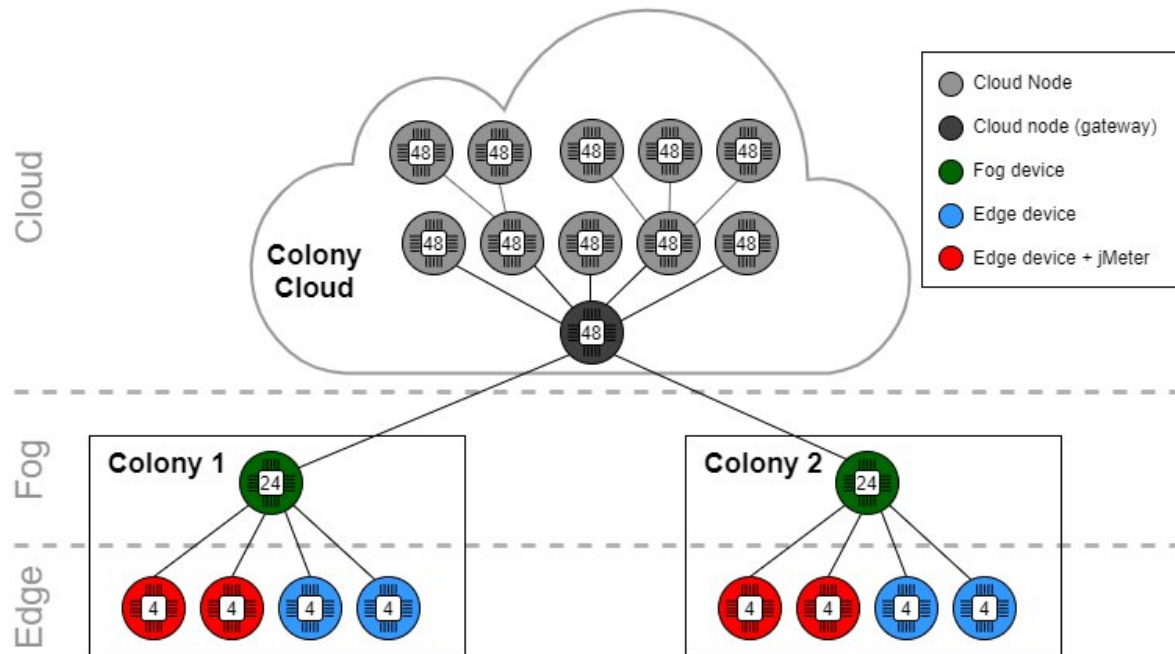 Cloud
Colony
Cloud
48 48 48 48 48
48 48 48 48 48
48
Cloud Node
Cloud node (gateway)
Fog device
Edge device
Edge device + jMeter
Fog
Colony 1
24
Colony 2
24
Edge
4 4 4 4
4 4 4 4